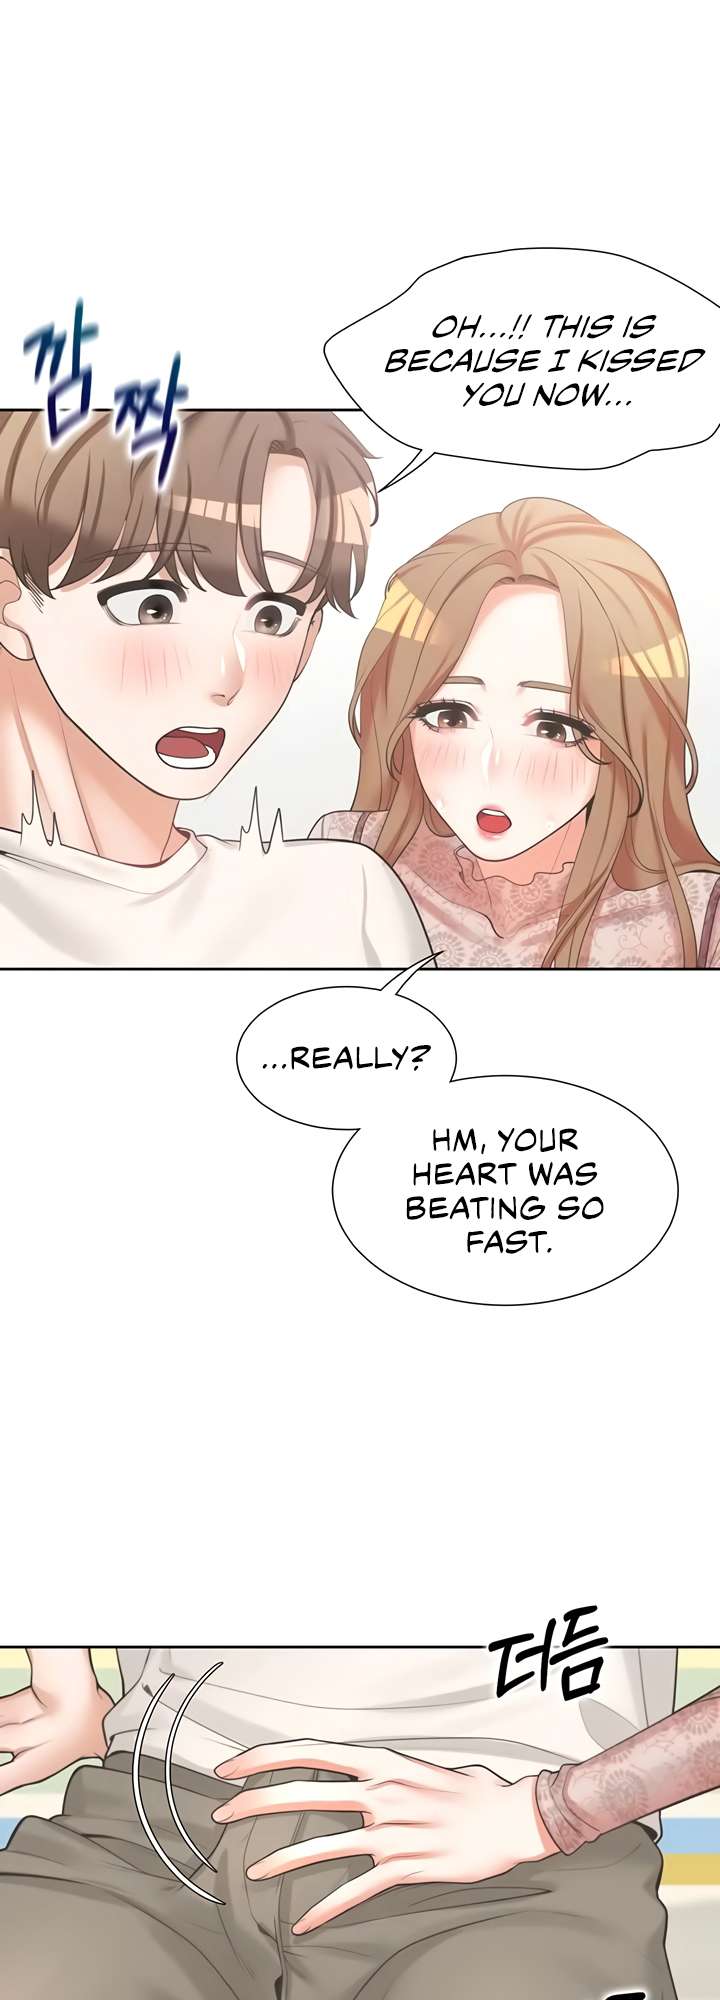 깜짝
OH...!! THIS IS
BECAUSE I KISSED
YOU NOW...
...REALLY?
HM, YOUR
HEART WAS
BEATING SO
FAST.
더듬